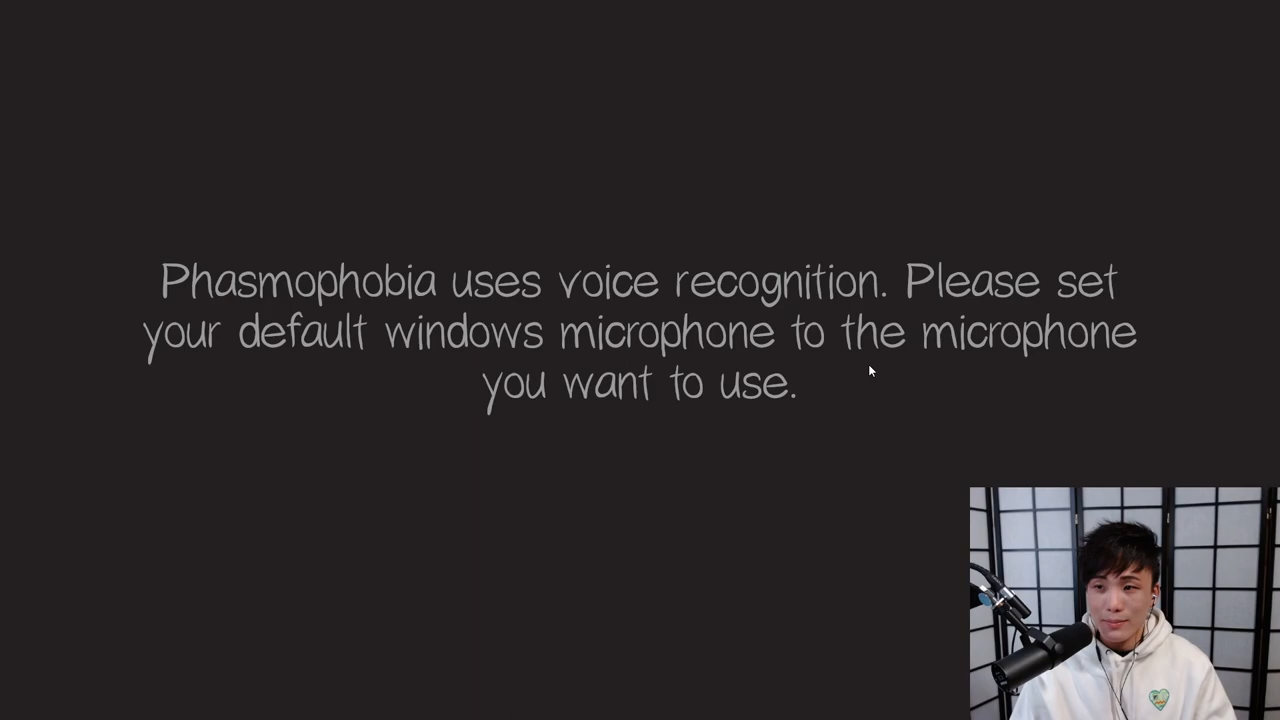 Phasmophobia uses voice recognition. Please set
your default windows microphone to the microphone
you want to use.